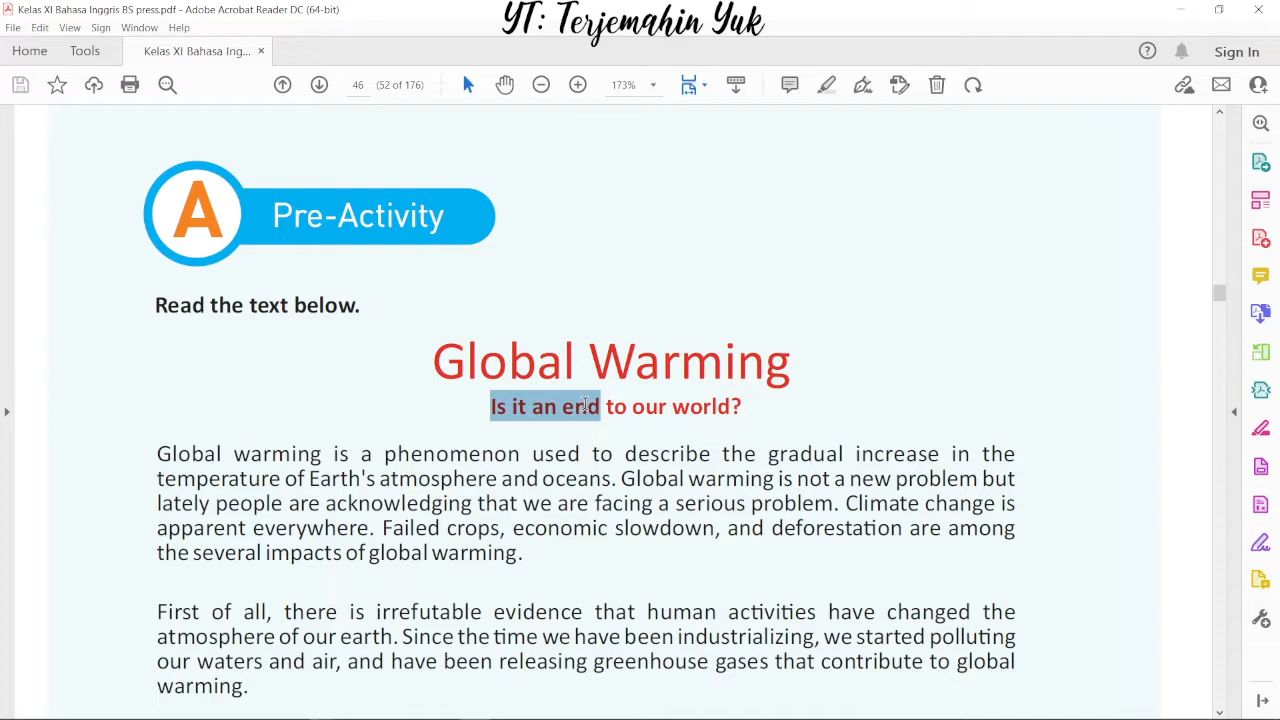 Kelas XI Bahasa Inggris BS press.pdf - Adobe Acrobat Reader DC (64-bit)
YT: Terjemahin Yuk
File Edit View Sign Window Help
Home Tools Kelas XI Bahasa Ing... × ? Sign In
46 (52 of 176) 173%
A Pre-Activity
Read the text below.
Global Warming
Is it an end to our world?
Global warming is a phenomenon used to describe the gradual increase in the
temperature of Earth's atmosphere and oceans. Global warming is not a new problem but
lately people are acknowledging that we are facing a serious problem. Climate change is
apparent everywhere. Failed crops, economic slowdown, and deforestation are among
the several impacts of global warming.
First of all, there is irrefutable evidence that human activities have changed the
atmosphere of our earth. Since the time we have been industrializing, we started polluting
our waters and air, and have been releasing greenhouse gases that contribute to global
warming.